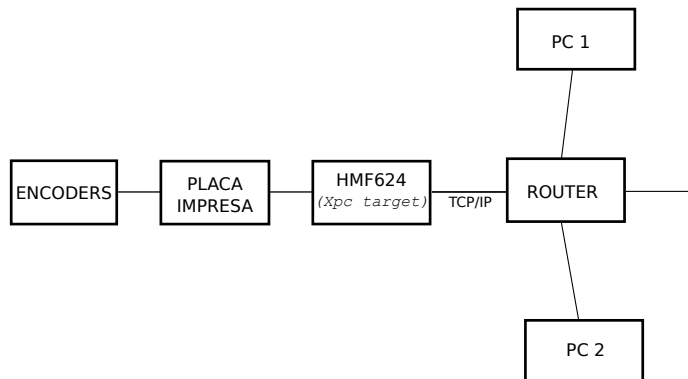 PC 1
ENCODERS
PLACA
IMPRESA
HMF624
(Xpc target)
TCP/IP
ROUTER
PC 2